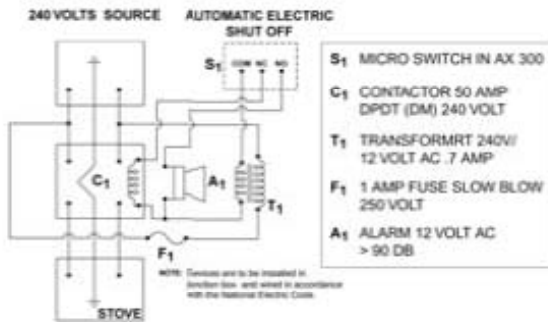 240 VOLTS SOURCE
AUTOMATIC ELECTRIC
SHUT OFF
S1
COM NC NO
C1
A1
T1
F1
NOTE: Devices are to be installed in
junction box and wired in accordance
with the National Electric Code.
STOVE
S1 MICRO SWITCH IN AX 300
C1 CONTACTOR 50 AMP
DPDT (DM) 240 VOLT
T1 TRANSFORMRT 240V/
12 VOLT AC .7 AMP
F1 1 AMP FUSE SLOW BLOW
250 VOLT
A1 ALARM 12 VOLT AC
> 90 DB